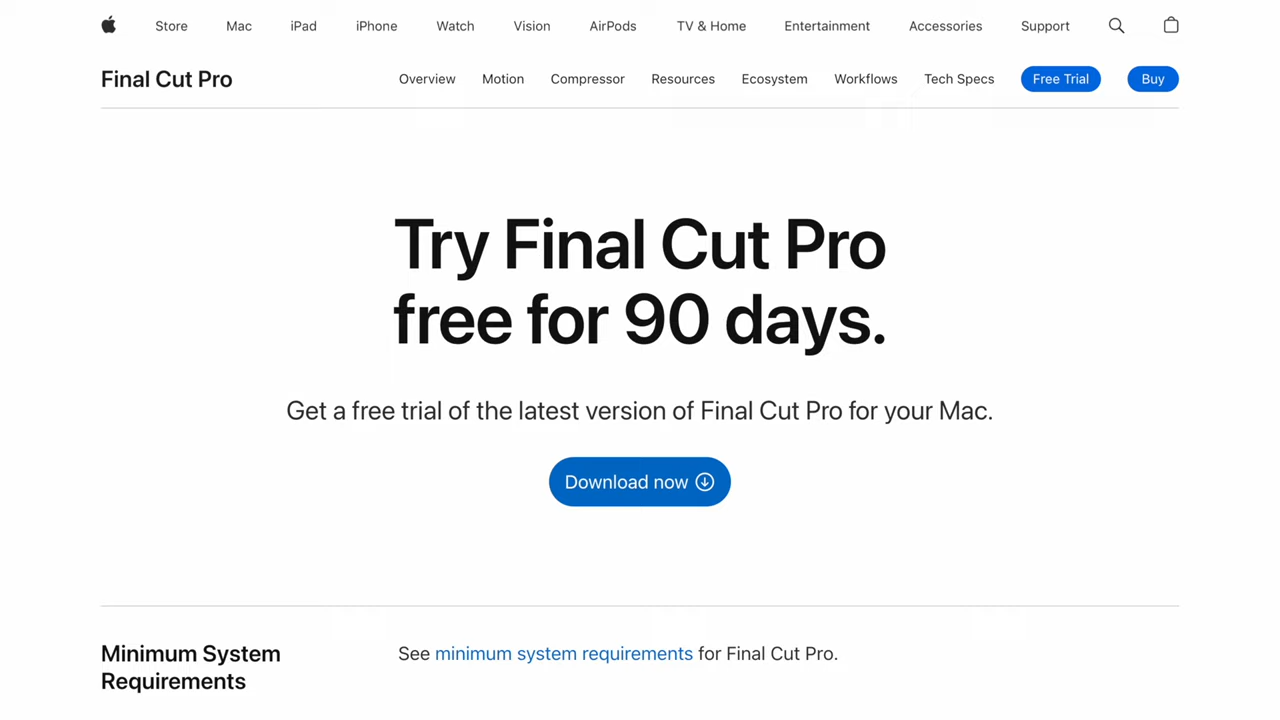 Store Mac iPad iPhone Watch Vision AirPods TV & Home Entertainment Accessories Support
Final Cut Pro Overview Motion Compressor Resources Ecosystem Workflows Tech Specs Free Trial Buy
Try Final Cut Pro
free for 90 days.
Get a free trial of the latest version of Final Cut Pro for your Mac.
Download now
Minimum System
Requirements
See minimum system requirements for Final Cut Pro.